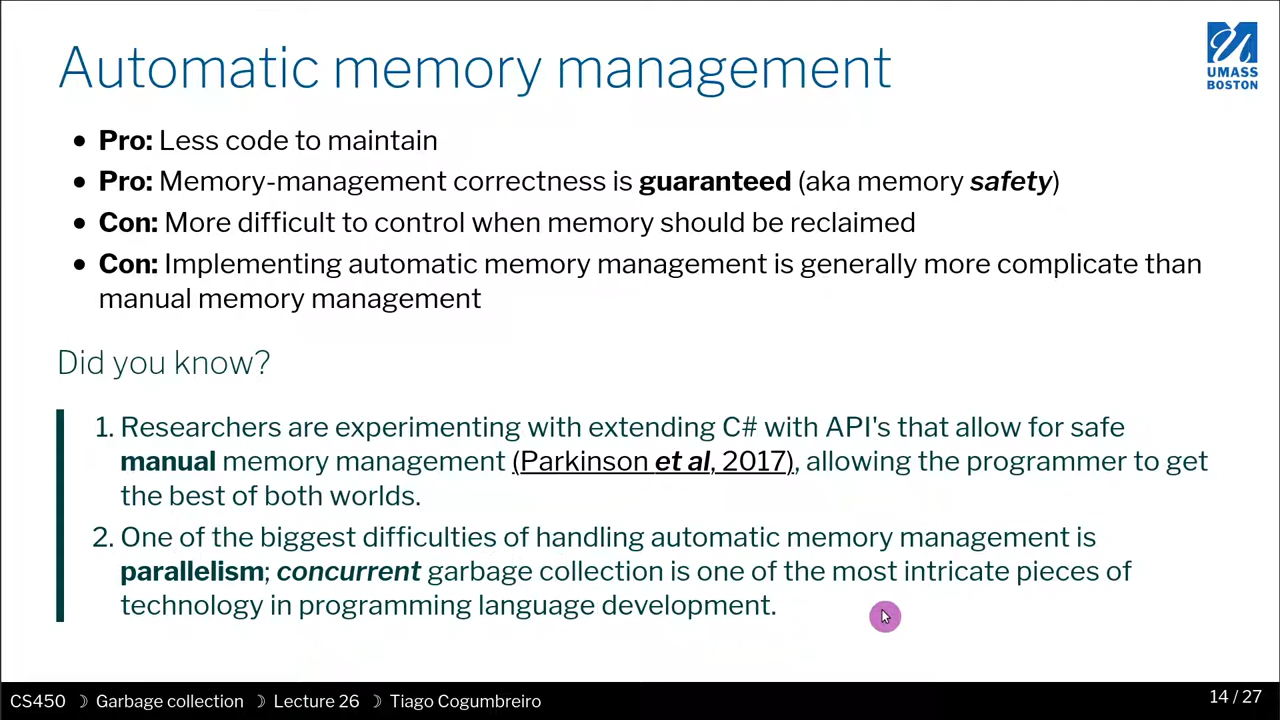 Automatic memory management
UMASS
BOSTON
• Pro: Less code to maintain
• Pro: Memory-management correctness is guaranteed (aka memory safety)
• Con: More difficult to control when memory should be reclaimed
• Con: Implementing automatic memory management is generally more complicate than
manual memory management
Did you know?
1. Researchers are experimenting with extending C# with API's that allow for safe
manual memory management (Parkinson et al, 2017), allowing the programmer to get
the best of both worlds.
2. One of the biggest difficulties of handling automatic memory management is
parallelism; concurrent garbage collection is one of the most intricate pieces of
technology in programming language development.
CS450 ☽ Garbage collection ☽ Lecture 26 ☽ Tiago Cogumbreiro
14 / 27